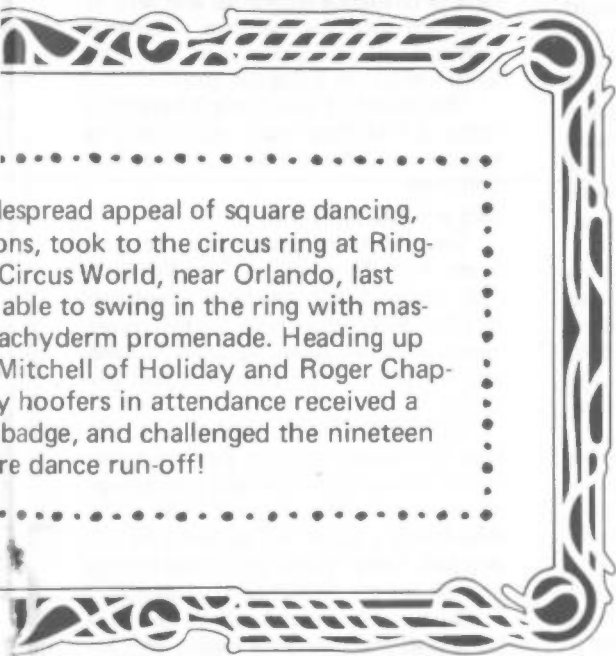 despread appeal of square dancing,
ons, took to the circus ring at Ring-
Circus World, near Orlando, last
able to swing in the ring with mas-
achyderm promenade. Heading up
Mitchell of Holiday and Roger Chap-
y hoofers in attendance received a
badge, and challenged the nineteen
re dance run-off!